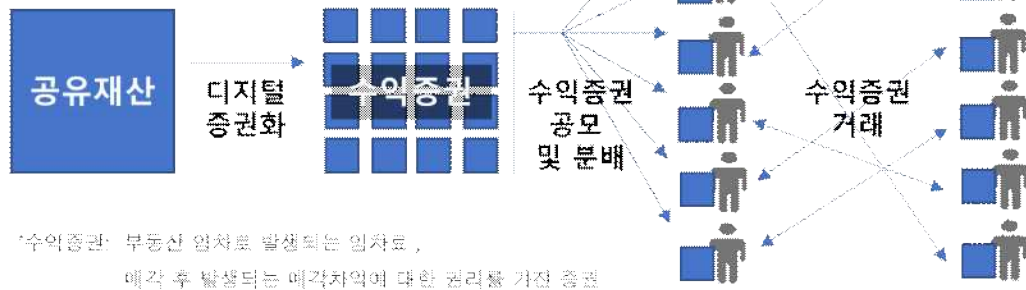 공유재산
디지털
증권화
수익증권
수익증권
공모
및 분배
수익증권
거래
*수익증권: 부동산 임차로 발생되는 임차료,
매각 후 발생되는 매각차익에 대한 권리를 가진 증권